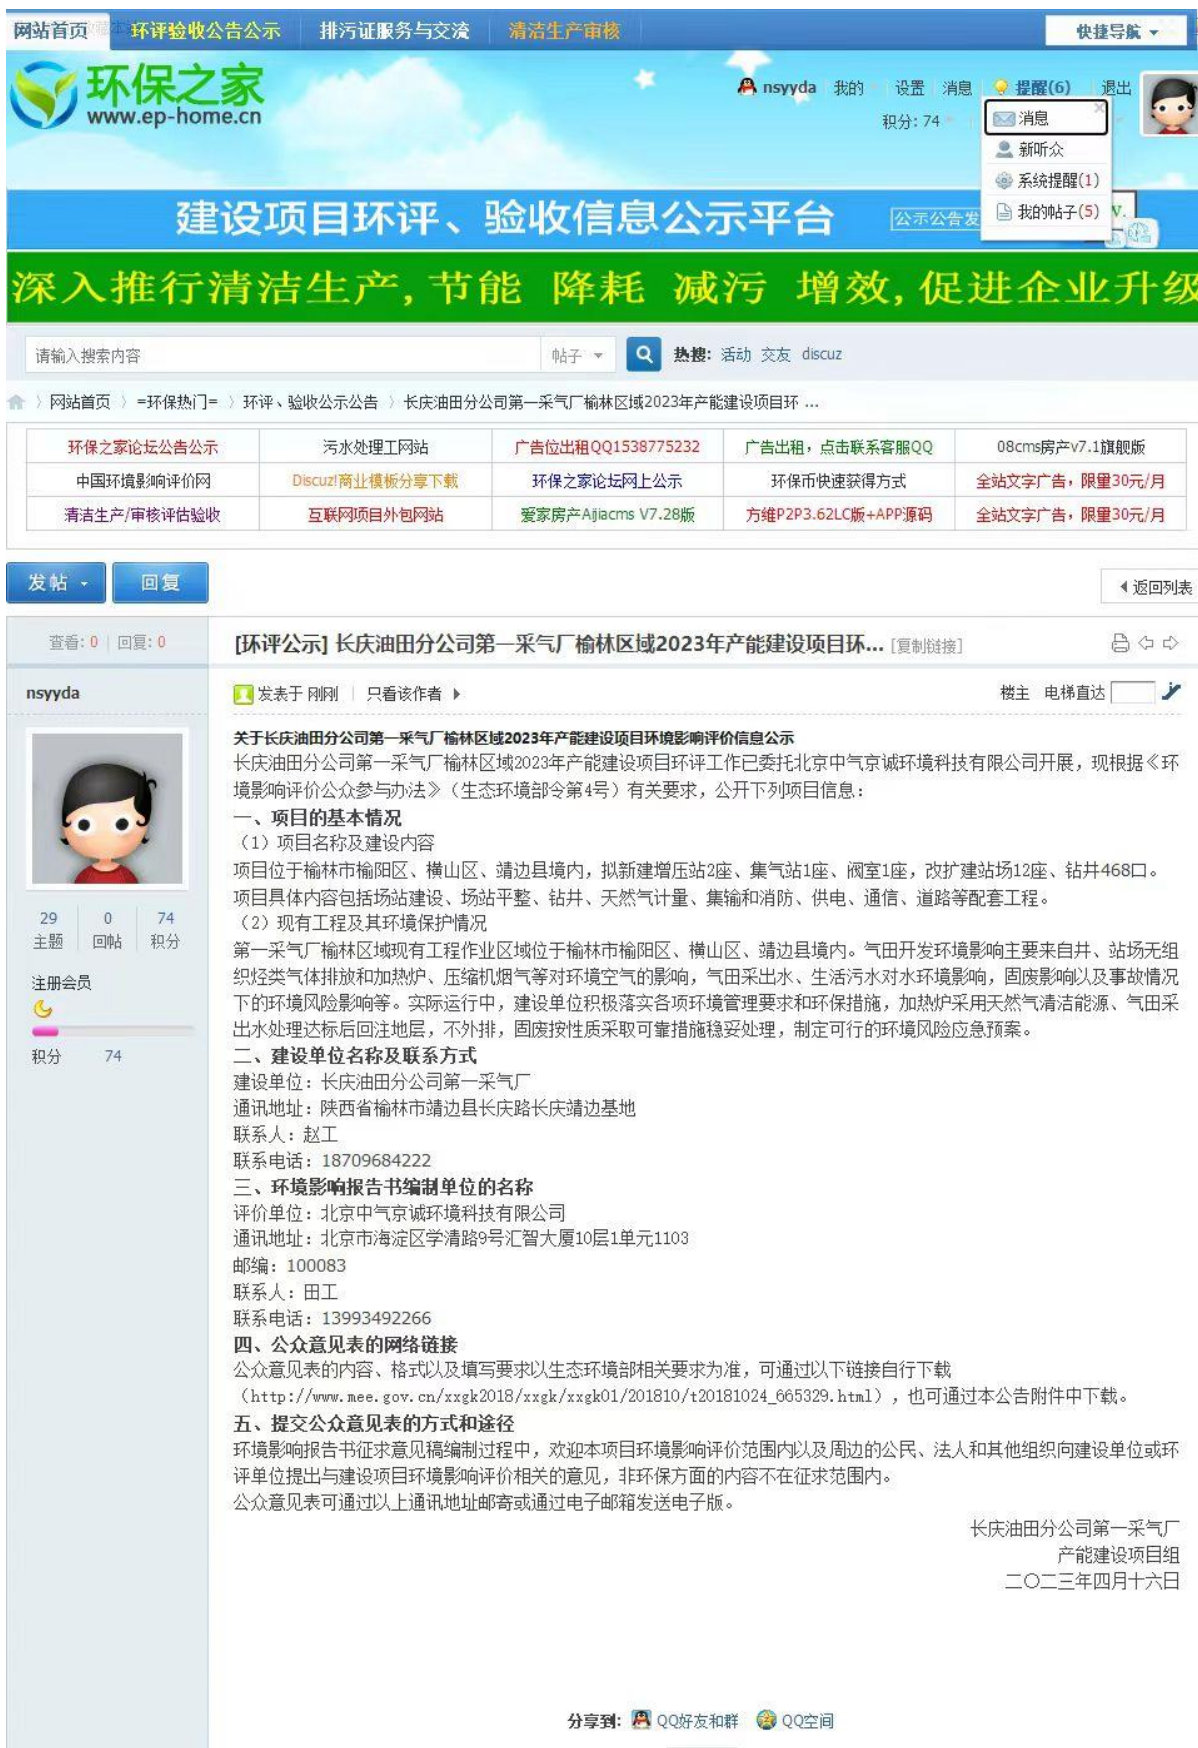 网站首页 环评验收公告公示 排污证服务与交流 清洁生产审核 快捷导航
环保之家
www.ep-home.cn
nsyyda 我的 设置 消息 提醒(6) 退出
积分: 74
消息
新听众
系统提醒(1)
我的帖子(5)
建设项目环评、验收信息公示平台 公示公告发
深入推行清洁生产,节能 降耗 减污 增效,促进企业升级
请输入搜索内容 帖子 热搜: 活动 交友 discuz
网站首页 〉 =环保热门= 〉 环评、验收公示公告 〉 长庆油田分公司第一采气厂榆林区域2023年产能建设项目环 ...
环保之家论坛公告公示 污水处理工网站 广告位出租QQ1538775232 广告出租，点击联系客服QQ 08cms房产v7.1旗舰版
中国环境影响评价网 Discuz!商业模板分享下载 环保之家论坛网上公示 环保币快速获得方式 全站文字广告，限量30元/月
清洁生产/审核评估验收 互联网项目外包网站 爱家房产Aijiacms V7.28版 方维P2P3.62LC版+APP源码 全站文字广告，限量30元/月
发帖 回复 返回列表
查看: 0 | 回复: 0 [环评公示] 长庆油田分公司第一采气厂榆林区域2023年产能建设项目环... [复制链接]
nsyyda 发表于 刚刚 | 只看该作者 楼主 电梯直达
关于长庆油田分公司第一采气厂榆林区域2023年产能建设项目环境影响评价信息公示
长庆油田分公司第一采气厂榆林区域2023年产能建设项目环评工作已委托北京中气京诚环境科技有限公司开展，现根据《环
境影响评价公众参与办法》（生态环境部令第4号）有关要求，公开下列项目信息：
一、项目的基本情况
（1）项目名称及建设内容
项目位于榆林市榆阳区、横山区、靖边县境内，拟新建增压站2座、集气站1座、阀室1座，改扩建站场12座、钻井468口。
项目具体内容包括场站建设、场站平整、钻井、天然气计量、集输和消防、供电、通信、道路等配套工程。
（2）现有工程及其环境保护情况
第一采气厂榆林区域现有工程作业区域位于榆林市榆阳区、横山区、靖边县境内。气田开发环境影响主要来自井、站场无组
织烃类气体排放和加热炉、压缩机烟气等对环境空气的影响，气田采出水、生活污水对水环境影响，固废影响以及事故情况
下的环境风险影响等。实际运行中，建设单位积极落实各项环境管理要求和环保措施，加热炉采用天然气清洁能源、气田采
出水处理达标后回注地层，不外排，固废按性质采取可靠措施稳妥处理，制定可行的环境风险应急预案。
29 0 74
主题 回帖 积分
注册会员
积分 74
二、建设单位名称及联系方式
建设单位：长庆油田分公司第一采气厂
通讯地址：陕西省榆林市靖边县长庆路长庆靖边基地
联系人：赵工
联系电话：18709684222
三、环境影响报告书编制单位的名称
评价单位：北京中气京诚环境科技有限公司
通讯地址：北京市海淀区学清路9号汇智大厦10层1单元1103
邮编：100083
联系人：田工
联系电话：13993492266
四、公众意见表的网络链接
公众意见表的内容、格式以及填写要求以生态环境部相关要求为准，可通过以下链接自行下载
（http://www.mee.gov.cn/xxgk2018/xxgk/xxgk01/201810/t20181024_665329.html），也可通过本公告附件中下载。
五、提交公众意见表的方式和途径
环境影响报告书征求意见稿编制过程中，欢迎本项目环境影响评价范围内以及周边的公民、法人和其他组织向建设单位或环
评单位提出与建设项目环境影响评价相关的意见，非环保方面的内容不在征求范围内。
公众意见表可通过以上通讯地址邮寄或通过电子邮箱发送电子版。
长庆油田分公司第一采气厂
产能建设项目组
二〇二三年四月十六日
分享到: QQ好友和群 QQ空间